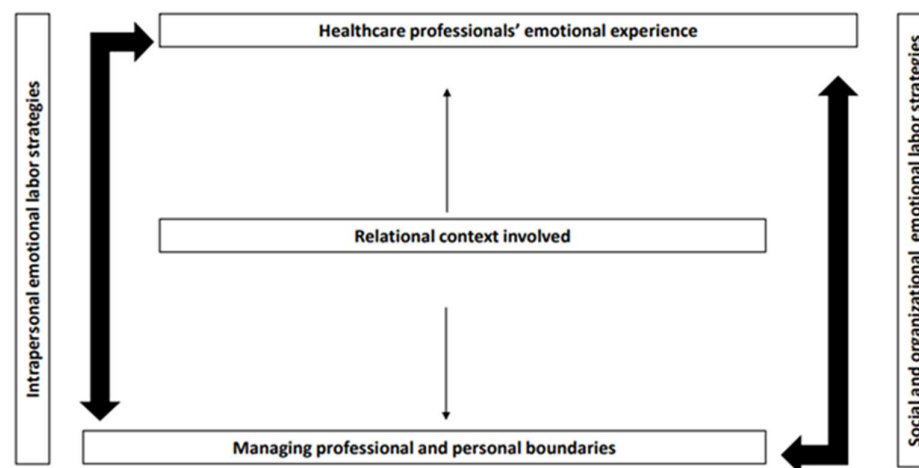 Healthcare professionals’ emotional experience
Intrapersonal emotional labor strategies
Social and organizational emotional labor strategies
Relational context involved
Managing professional and personal boundaries